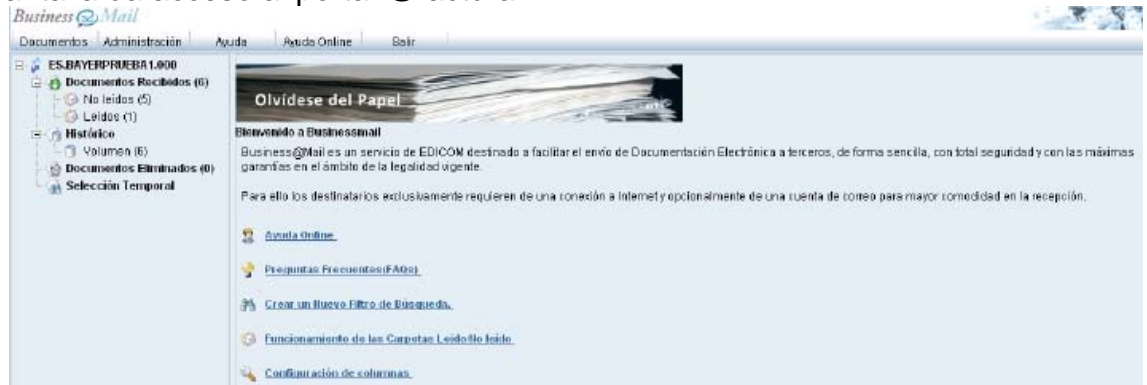 Business @ Mail
Documentos Administración Ayuda Ayuda Online Salir
ES.BAYERPRUEBA1.000
Documentos Recibidos (6)
No leidos (5)
Leidos (1)
Histórico
Volumen (6)
Documentos Eliminados (0)
Selección Temporal
Olvídese del Papel
Bienvenido a Businessmail
Business@Mail es un servicio de EDICOM destinado a facilitar el envío de Documentación Electrónica a terceros, de forma sencilla, con total seguridad y con las máximas
garantías en el ámbito de la legalidad vigente.
Para ello los destinatarios exclusivamente requieren de una conexión a Internet y opcionalmente de una cuenta de correo para mayor comodidad en la recepción.
Ayuda Online
Preguntas Frecuentes(FAQs)
Crear un Nuevo Filtro de Búsqueda.
Funcionamiento de las Carpetas Leido/No leido
Configuración de columnas.